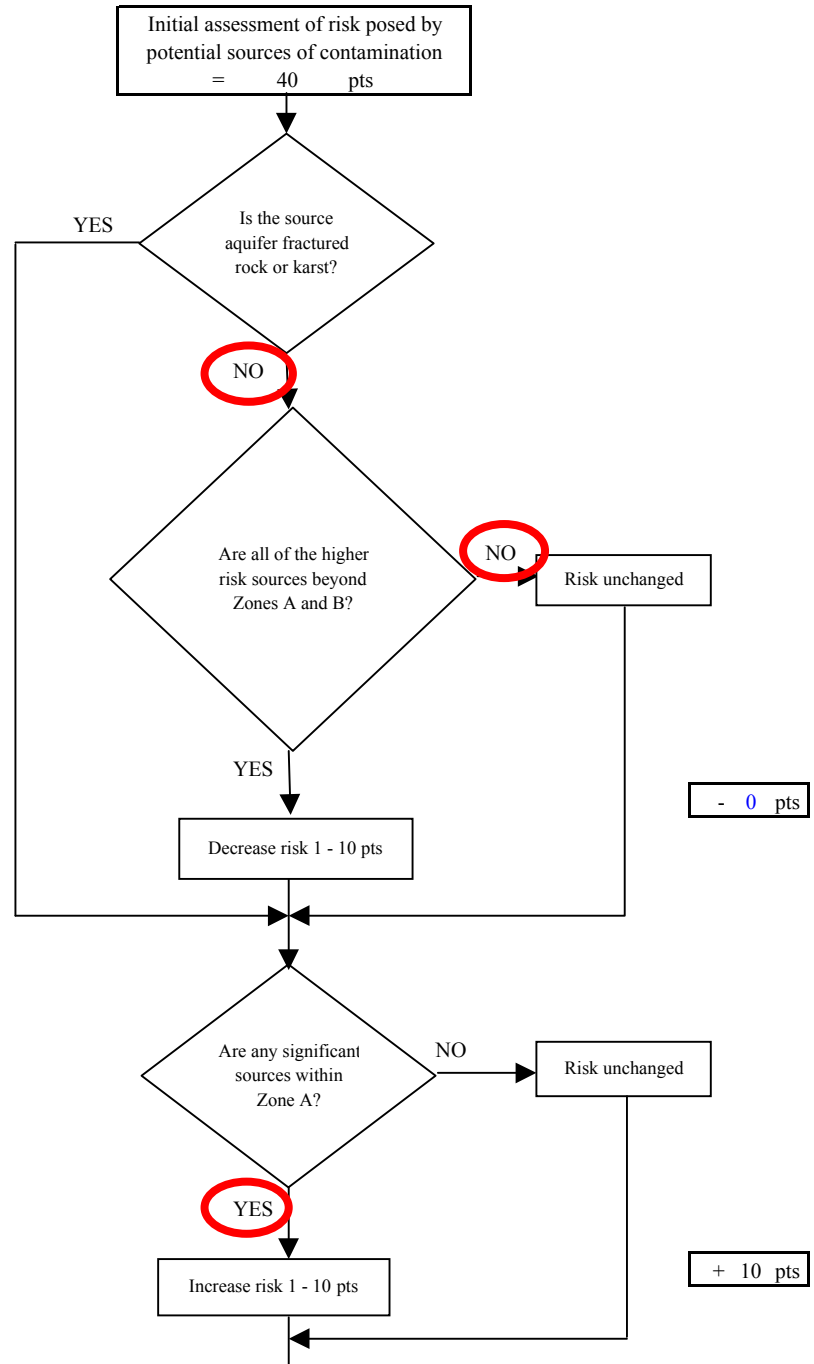 Initial assessment of risk posed by
potential sources of contamination
= 40 pts
YES
Is the source
aquifer fractured
rock or karst?
NO
Are all of the higher
risk sources beyond
Zones A and B?
NO
Risk unchanged
YES
- 0 pts
Decrease risk 1 - 10 pts
Are any significant
sources within
Zone A?
NO
Risk unchanged
YES
+ 10 pts
Increase risk 1 - 10 pts